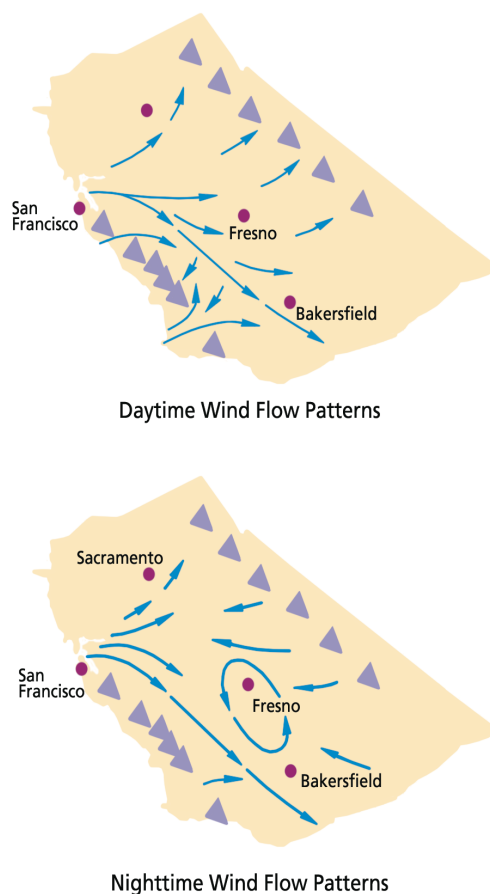 San
Francisco
Fresno
Bakersfield
Daytime Wind Flow Patterns
Sacramento
San
Francisco
Fresno
Bakersfield
Nighttime Wind Flow Patterns